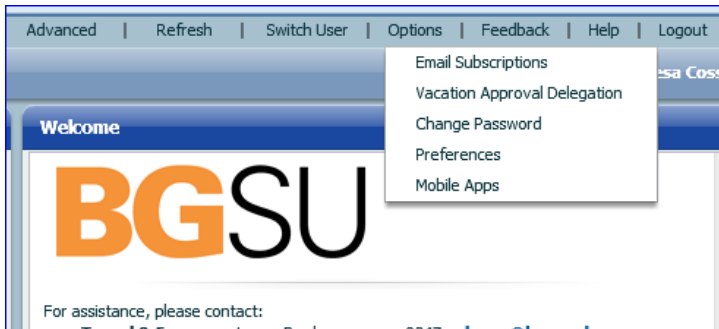 Advanced | Refresh | Switch User | Options | Feedback | Help | Logout
Email Subscriptions
Vacation Approval Delegation
Change Password
Preferences
Mobile Apps
Welcome
BGSU
For assistance, please contact: